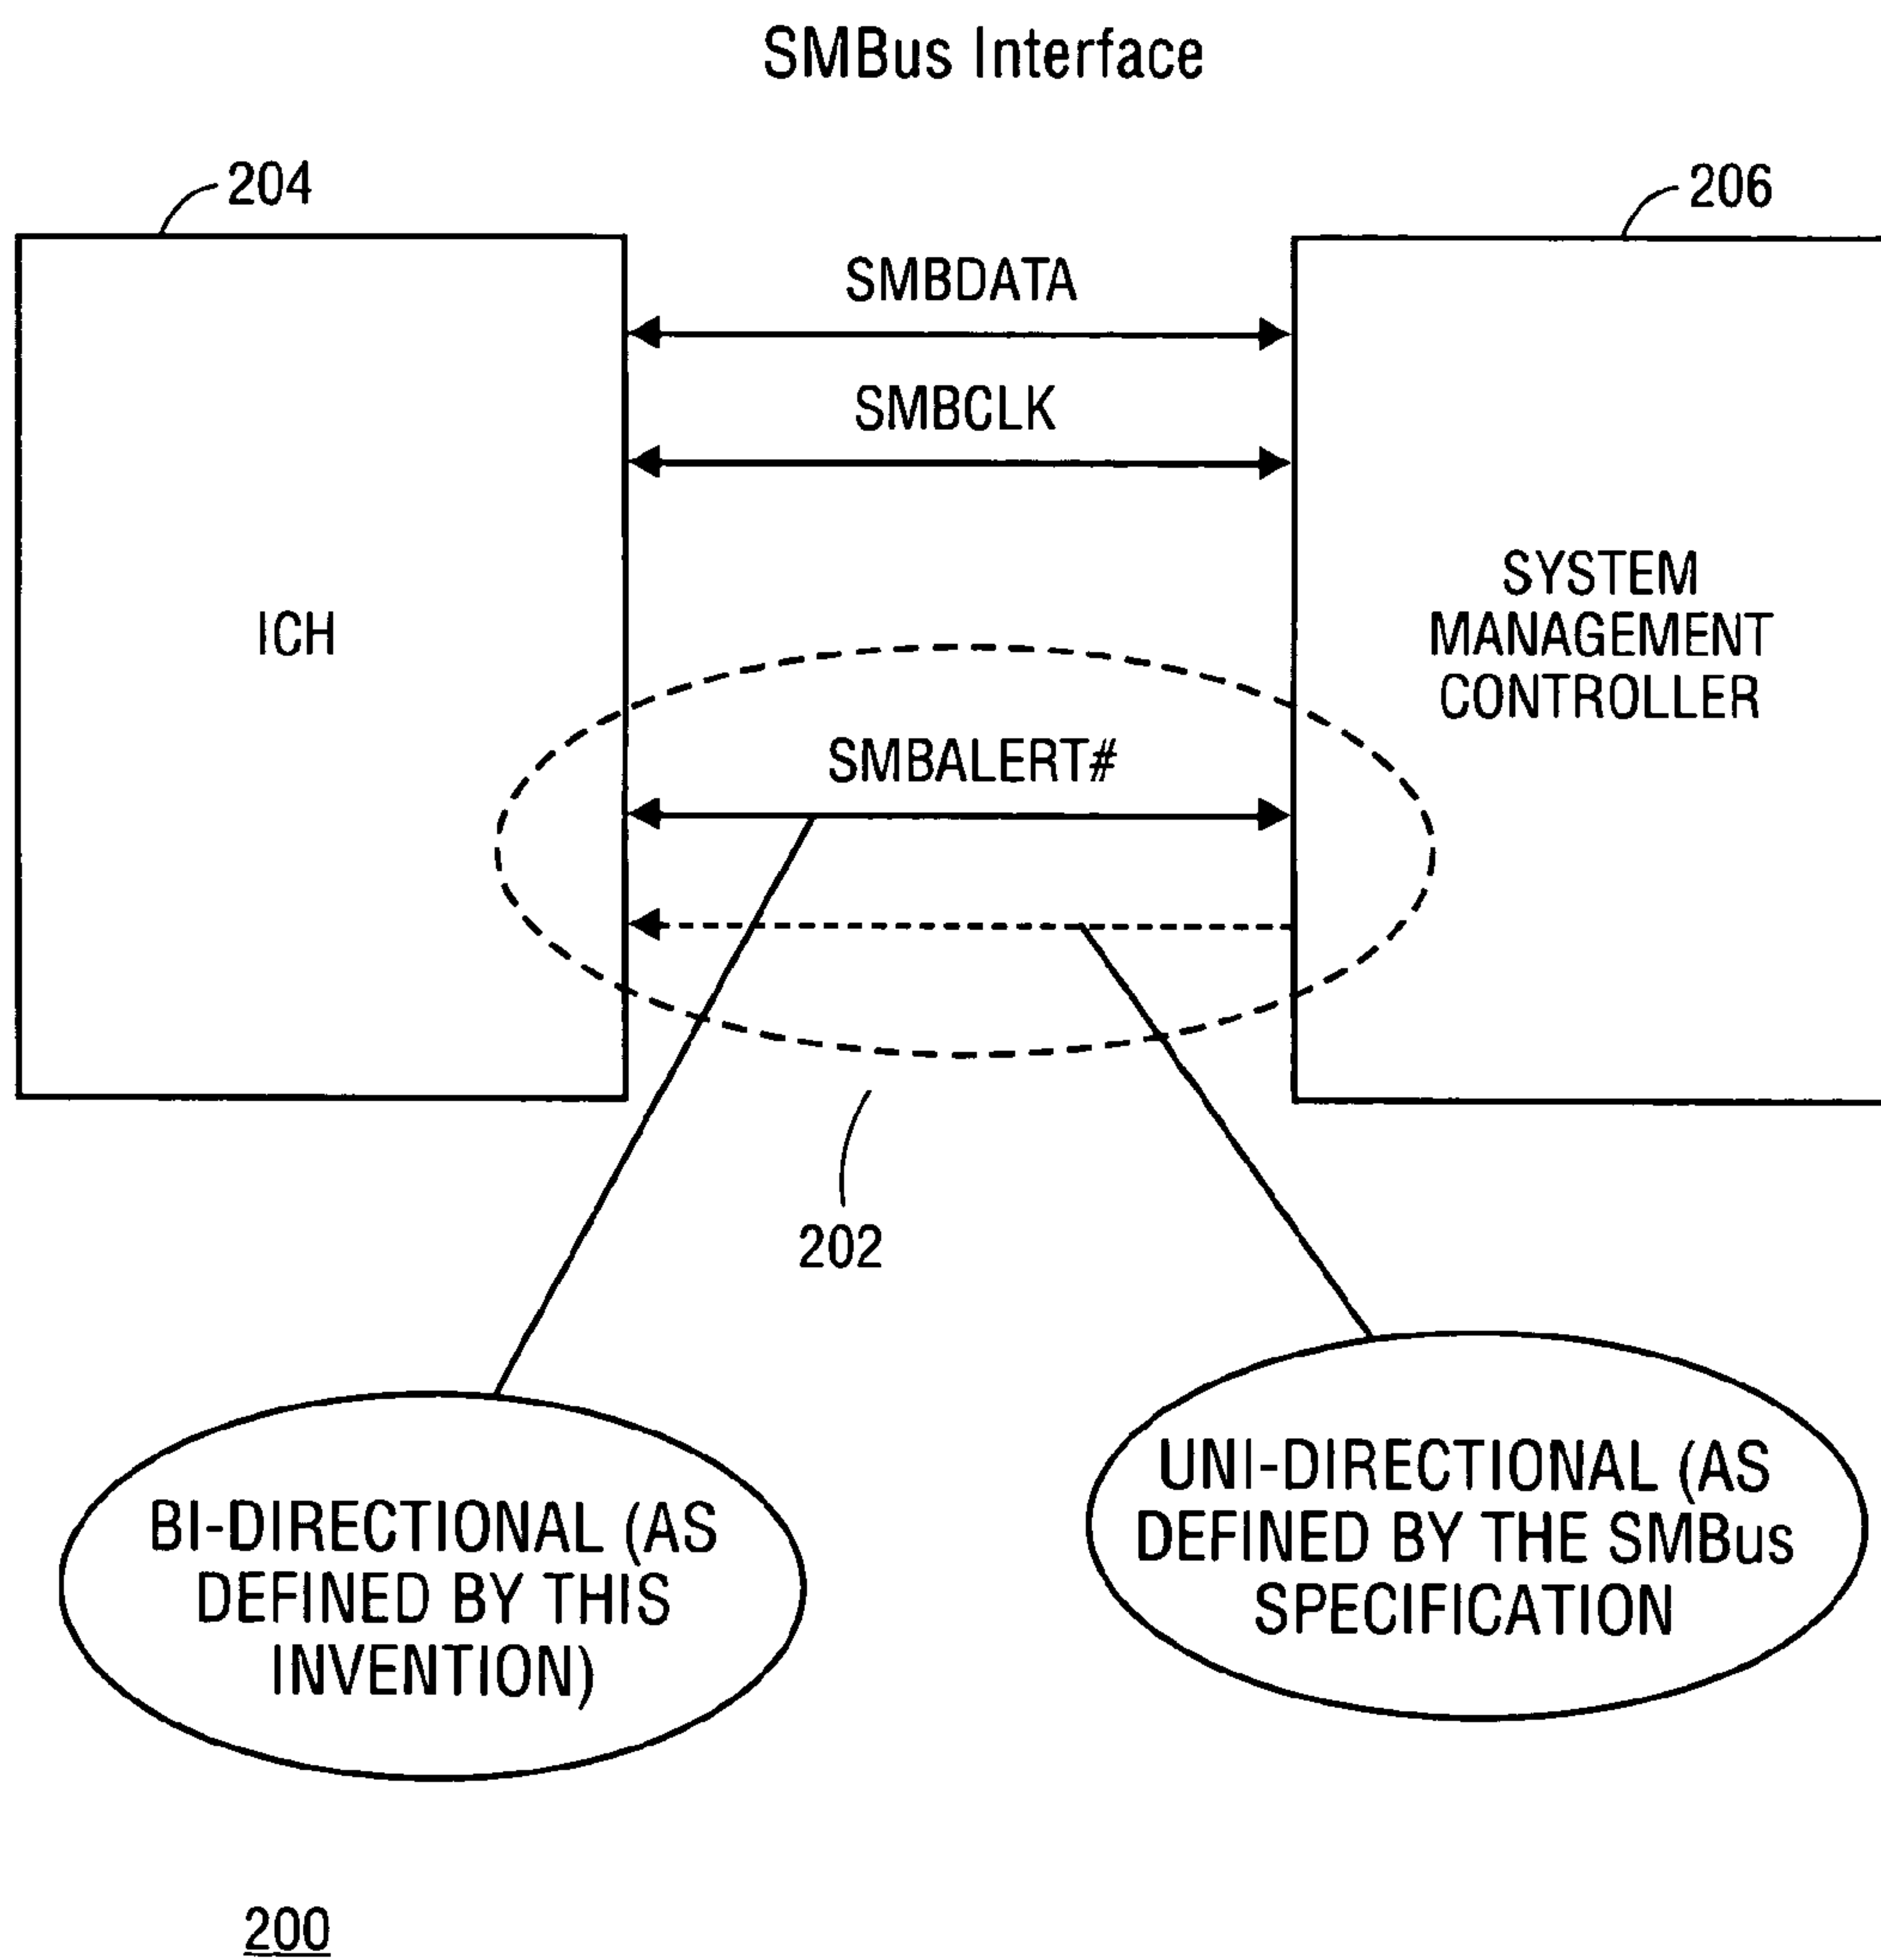 SMBus Interface
204
206
SMBDATA
SMBCLK
ICH
SYSTEM
MANAGEMENT
CONTROLLER
SMBALERT#
202
BI-DIRECTIONAL (AS
DEFINED BY THIS
INVENTION)
UNI-DIRECTIONAL (AS
DEFINED BY THE SMBus
SPECIFICATION
200